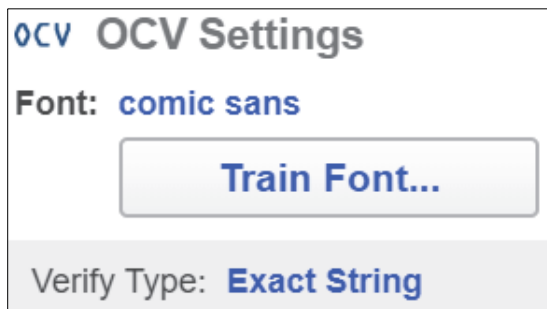 OCV OCV Settings
Font: comic sans
Train Font...
Verify Type: Exact String